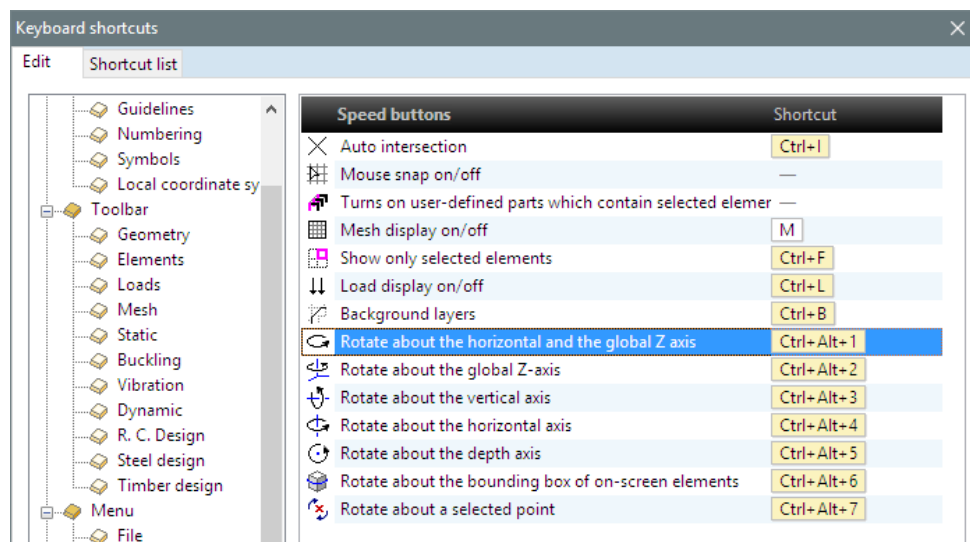 Keyboard shortcuts
Edit
Shortcut list
Guidelines
Numbering
Symbols
Local coordinate sy
Toolbar
Geometry
Elements
Loads
Mesh
Static
Buckling
Vibration
Dynamic
R. C. Design
Steel design
Timber design
Menu
File
Speed buttons Shortcut
Auto intersection Ctrl+I
Mouse snap on/off —
Turns on user-defined parts which contain selected elemer —
Mesh display on/off M
Show only selected elements Ctrl+F
Load display on/off Ctrl+L
Background layers Ctrl+B
Rotate about the horizontal and the global Z axis Ctrl+Alt+1
Rotate about the global Z-axis Ctrl+Alt+2
Rotate about the vertical axis Ctrl+Alt+3
Rotate about the horizontal axis Ctrl+Alt+4
Rotate about the depth axis Ctrl+Alt+5
Rotate about the bounding box of on-screen elements Ctrl+Alt+6
Rotate about a selected point Ctrl+Alt+7